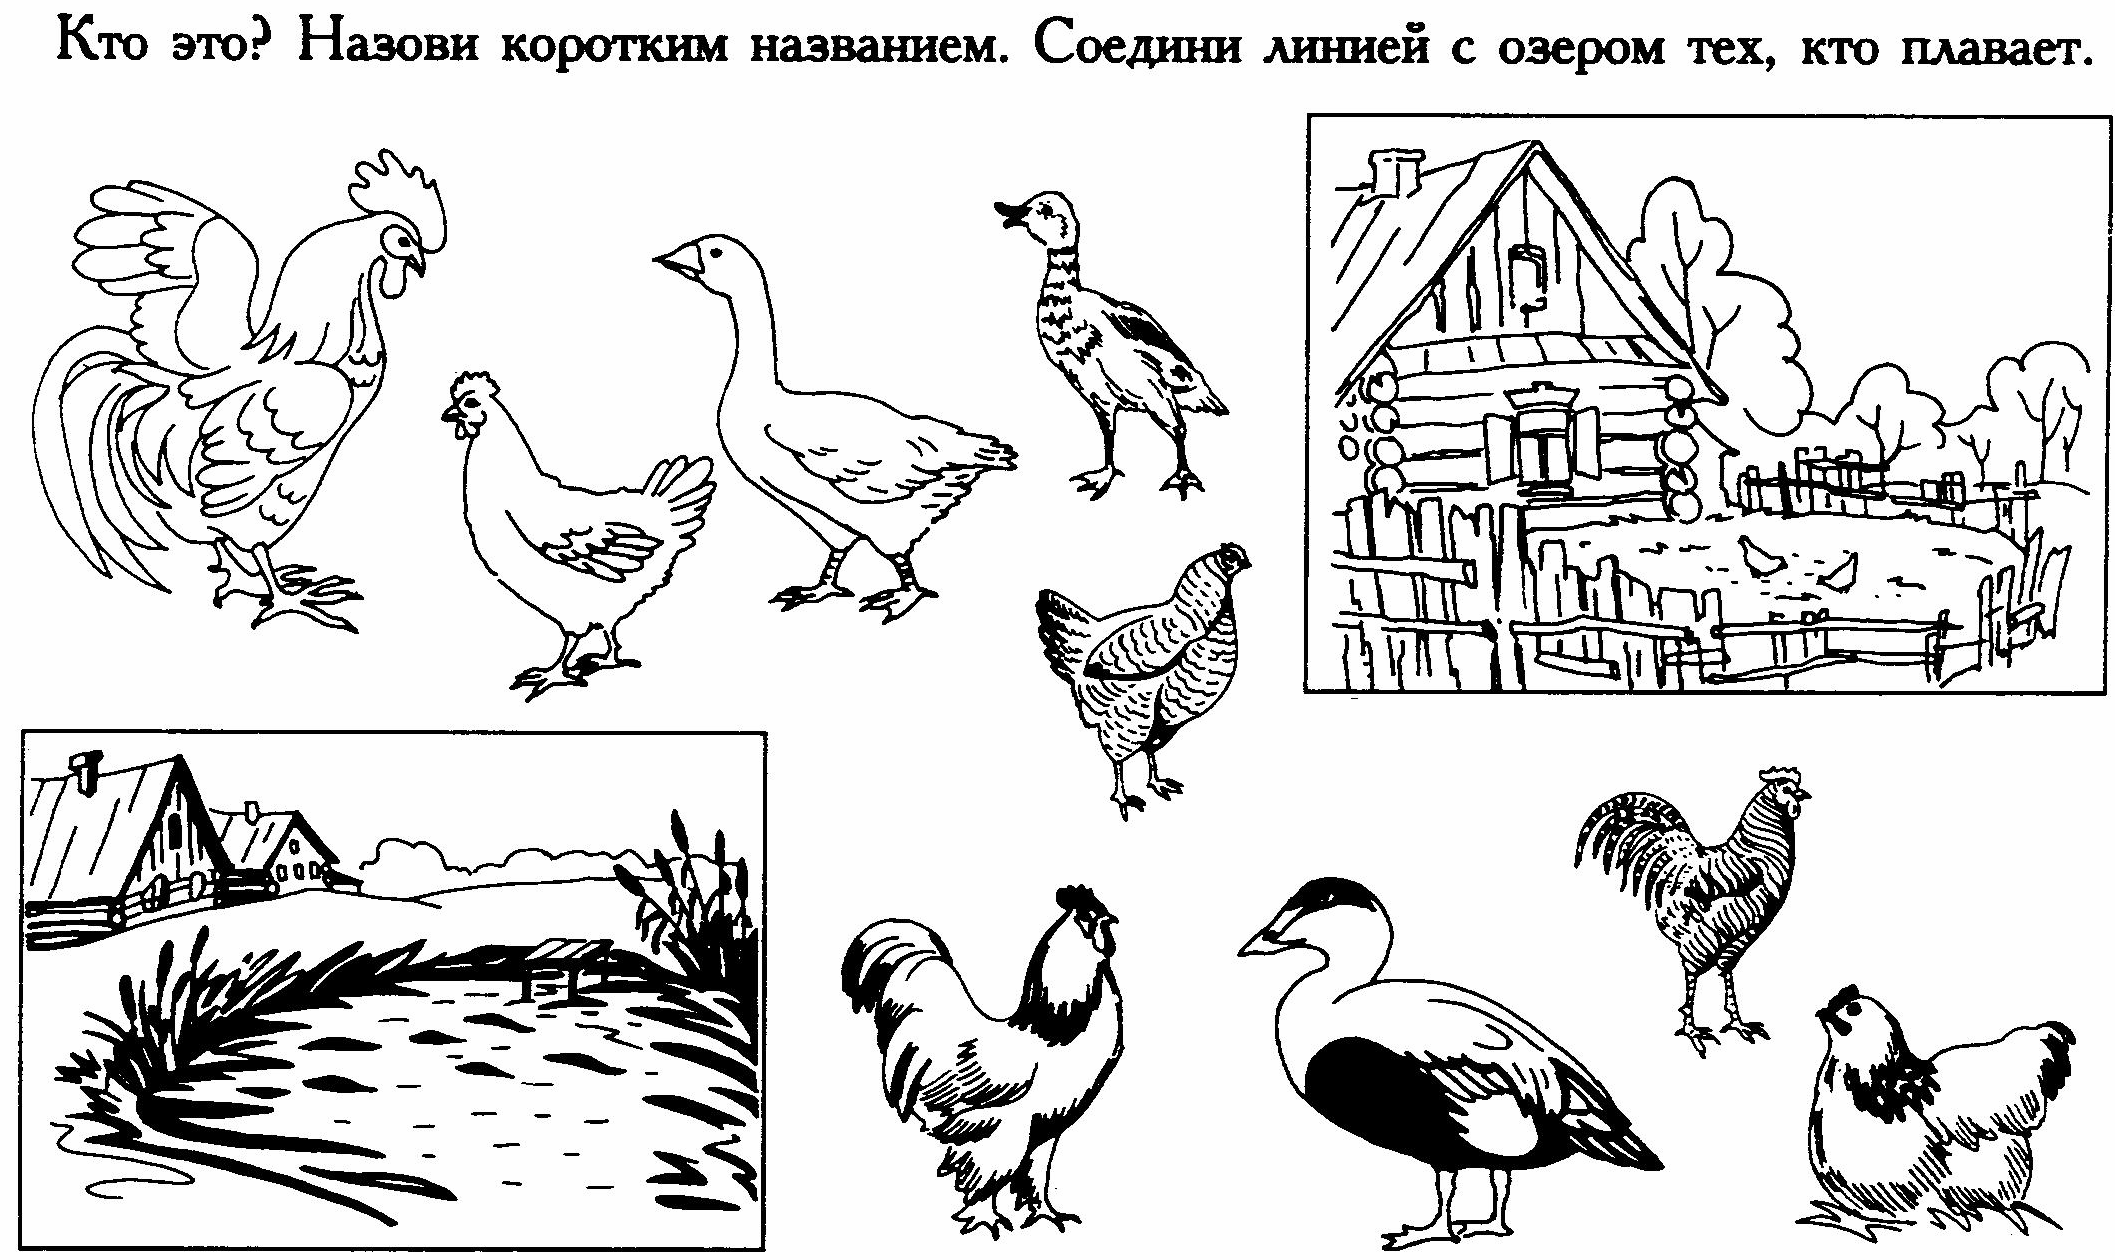 Кто это? Назови коротким названием. Соедини линией с озером тех, кто плавает.